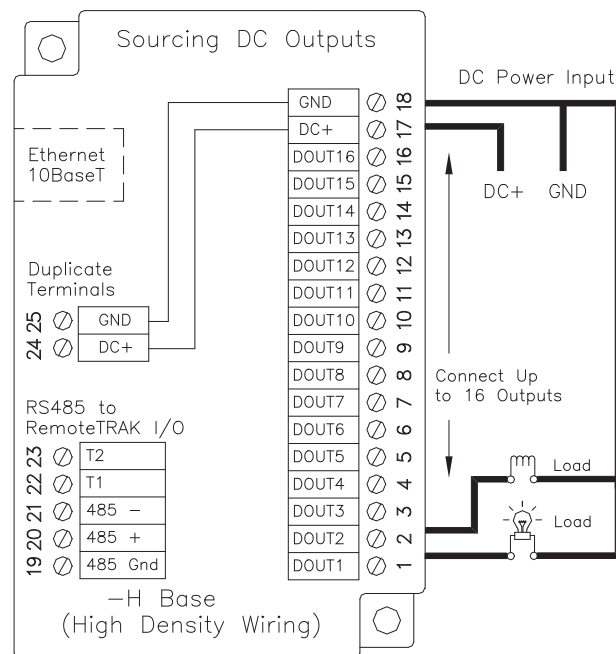 Sourcing DC Outputs
DC Power Input
GND 18
DC+ 17
DOUT16 16
DOUT15 15
DOUT14 14
DOUT13 13
DOUT12 12
DOUT11 11
DOUT10 10
DOUT9 9
DOUT8 8
DOUT7 7
DOUT6 6
DOUT5 5
DOUT4 4
DOUT3 3
DOUT2 2
DOUT1 1
DC+ GND
Ethernet
10BaseT
Duplicate
Terminals
25 GND
24 DC+
Connect Up
to 16 Outputs
RS485 to
RemoteTRAK I/O
23 T2
22 T1
21 485 -
20 485 +
19 485 Gnd
Load
Load
-H Base
(High Density Wiring)